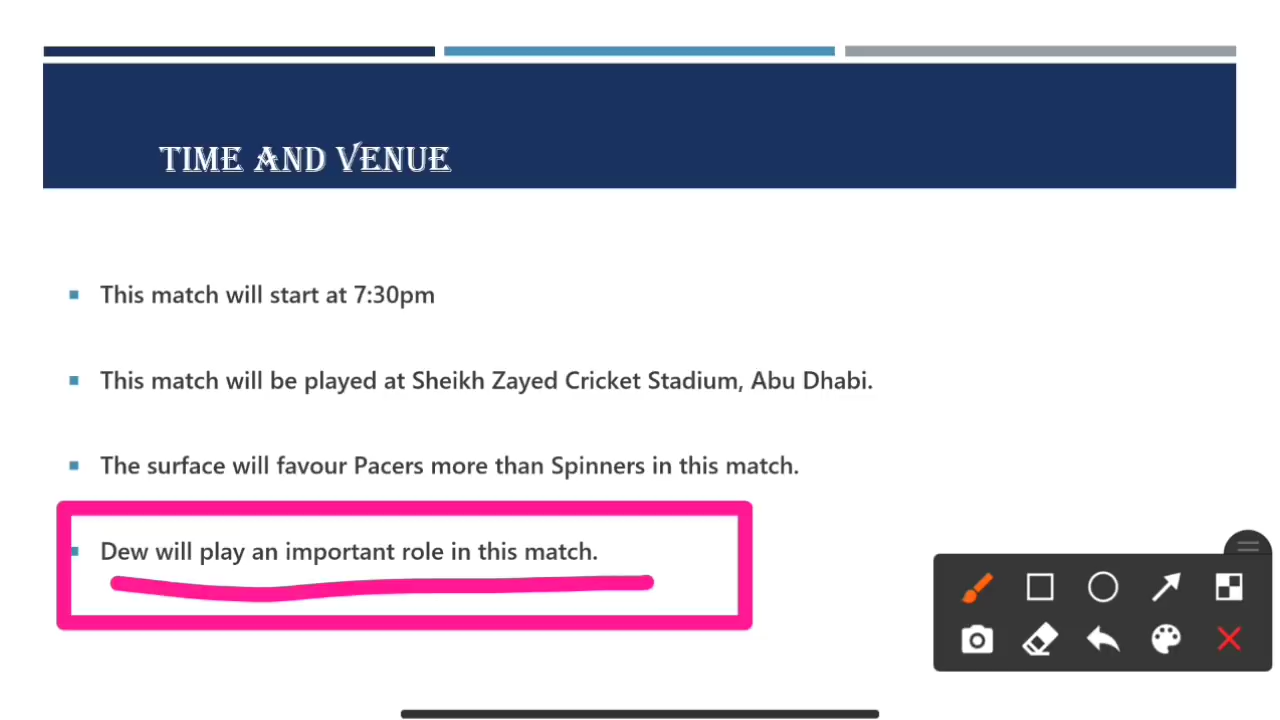 TIME AND VENUE
This match will start at 7:30pm
This match will be played at Sheikh Zayed Cricket Stadium, Abu Dhabi.
The surface will favour Pacers more than Spinners in this match.
Dew will play an important role in this match.